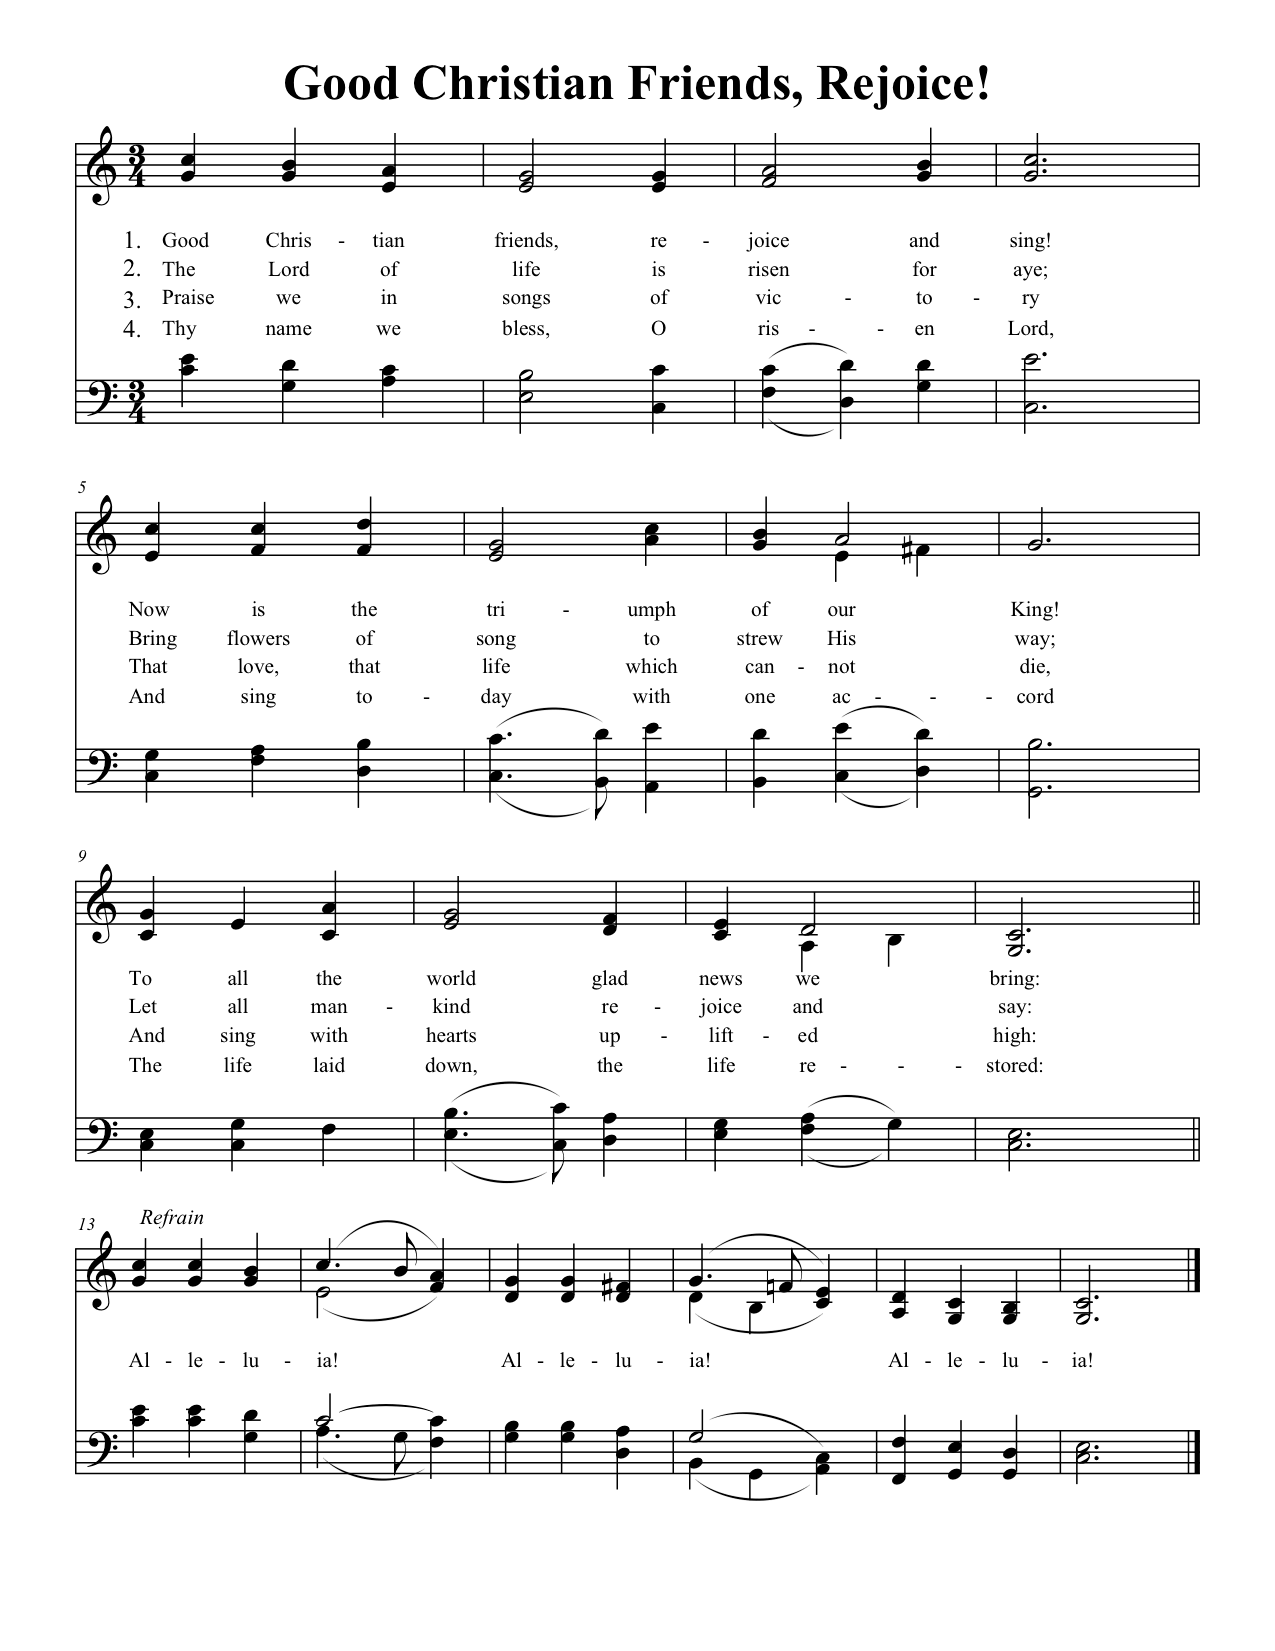 Good Christian Friends, Rejoice!
1. Good Chris - tian friends, re - joice and sing!
2. The Lord of life is risen for aye;
3. Praise we in songs of vic - to - ry
4. Thy name we bless, O ris - - en Lord,
5
Now is the tri - umph of our King!
Bring flowers of song to strew His way;
That love, that life which can - not die,
And sing to - day with one ac - - - cord
9
To all the world glad news we bring:
Let all man - kind re - joice and say:
And sing with hearts up - lift - ed high:
The life laid down, the life re - - - stored:
13 Refrain
Al - le - lu - ia! Al - le - lu - ia! Al - le - lu - ia!